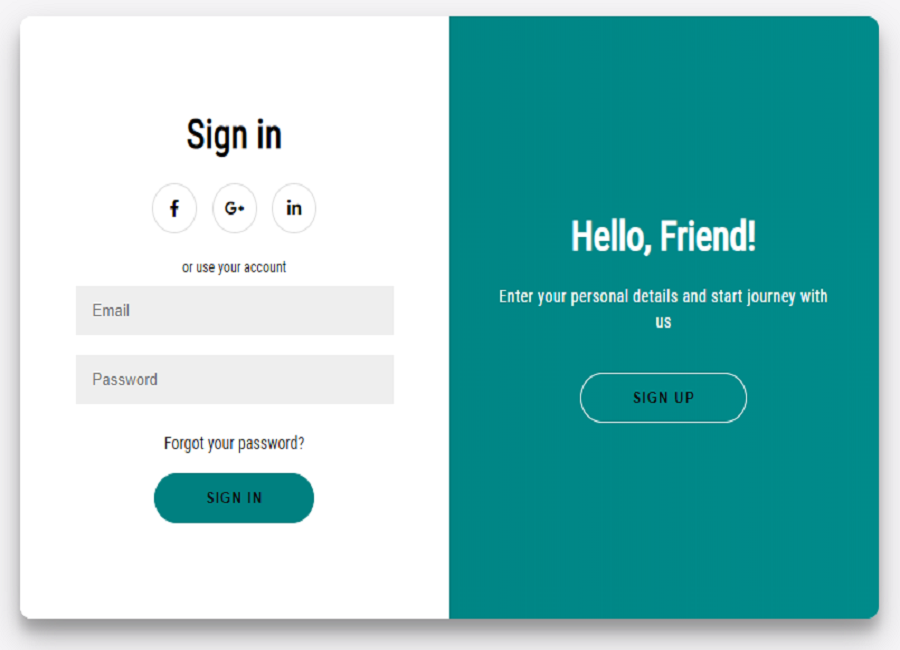 Sign in
f
G+
in
or use your account
Email
Password
Forgot your password?
SIGN IN
Hello, Friend!
Enter your personal details and start journey with
us
SIGN UP